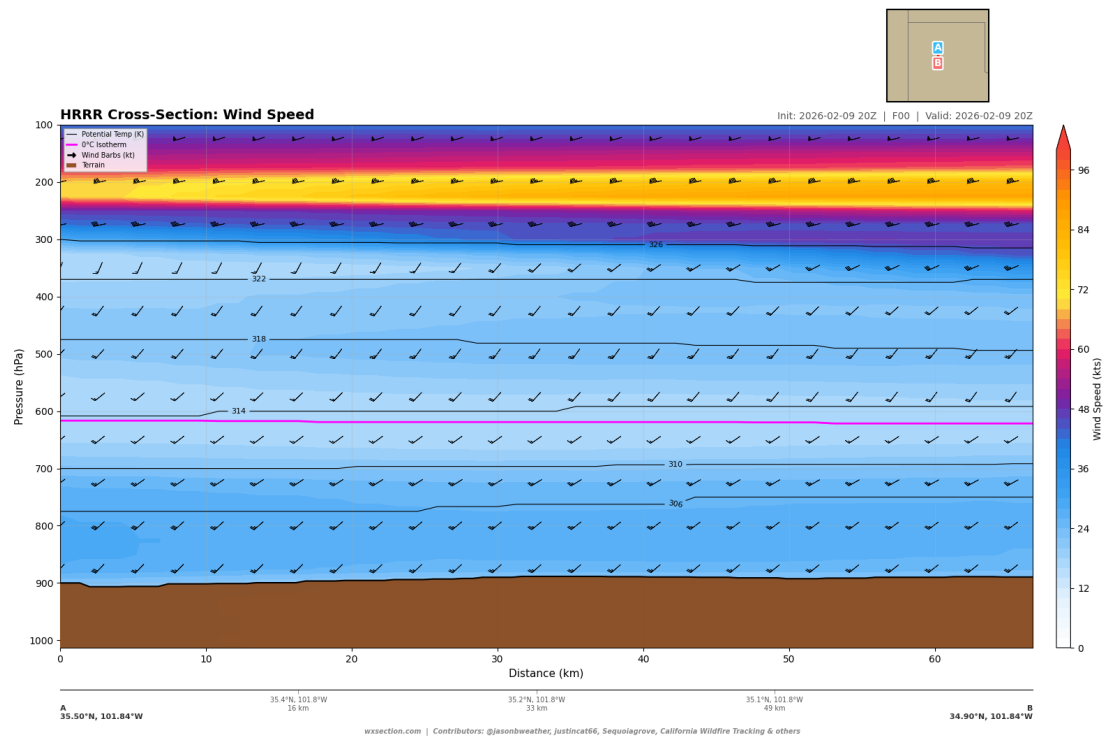 A
B
HRRR Cross-Section: Wind Speed
Init: 2026-02-09 20Z | F00 | Valid: 2026-02-09 20Z
Potential Temp (K)
0°C Isotherm
Wind Barbs (kt)
Terrain
100
200
300
400
500
600
700
800
900
1000
Pressure (hPa)
326
322
318
314
310
306
96
84
72
60
48
36
24
12
0
Wind Speed (kts)
0
10
20
30
40
50
60
Distance (km)
35.4°N, 101.8°W
16 km
35.2°N, 101.8°W
33 km
35.1°N, 101.8°W
49 km
A
35.50°N, 101.84°W
B
34.90°N, 101.84°W
wxsection.com | Contributors: @jasonbweather, justincat66, Sequoiagrove, California Wildfire Tracking & others